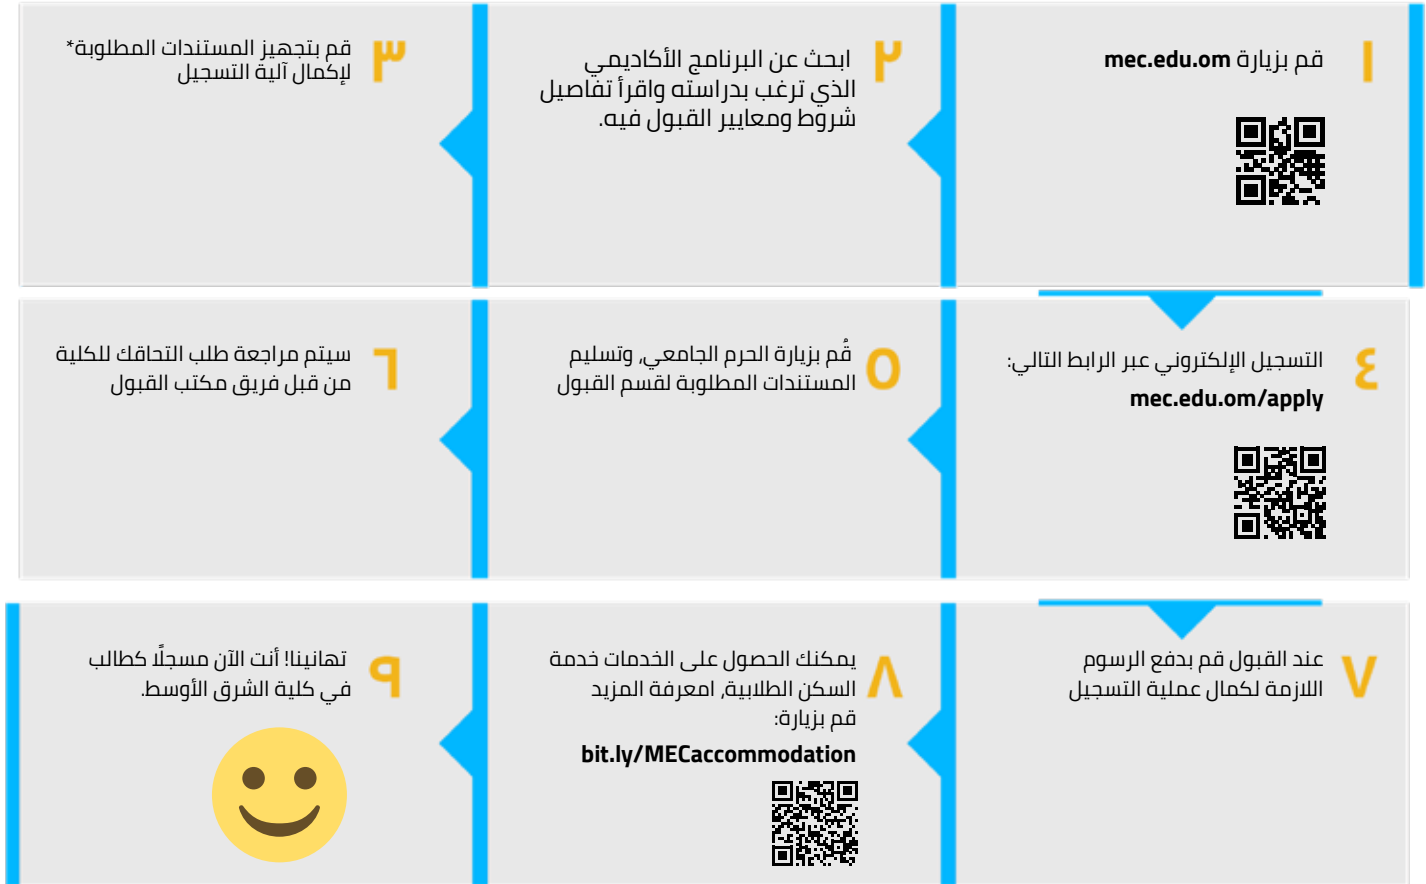 ١
قم بزيارة mec.edu.om
٢
ابحث عن البرنامج الأكاديمي
الذي ترغب بدراسته واقرأ تفاصيل
شروط ومعايير القبول فيه.
٣
قم بتجهيز المستندات المطلوبة*
لإكمال آلية التسجيل
٤
التسجيل الإلكتروني عبر الرابط التالي:
mec.edu.om/apply
٥
قُم بزيارة الحرم الجامعي، وتسليم
المستندات المطلوبة لقسم القبول
٦
سيتم مراجعة طلب التحاقك للكلية
من قبل فريق مكتب القبول
٧
عند القبول قم بدفع الرسوم
اللازمة لكمال عملية التسجيل
٨
يمكنك الحصول على الخدمات خدمة
السكن الطلابية، امعرفة المزيد
قم بزيارة:
bit.ly/MECaccommodation
٩
تهانينا! أنت الآن مسجلًا كطالب
في كلية الشرق الأوسط.